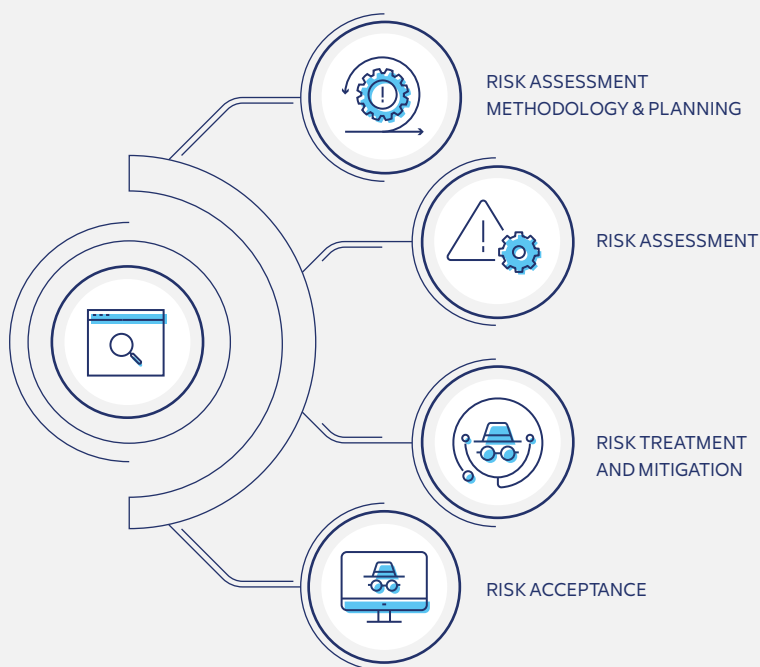 RISK ASSESSMENT
METHODOLOGY & PLANNING
RISK ASSESSMENT
RISK TREATMENT
AND MITIGATION
RISK ACCEPTANCE